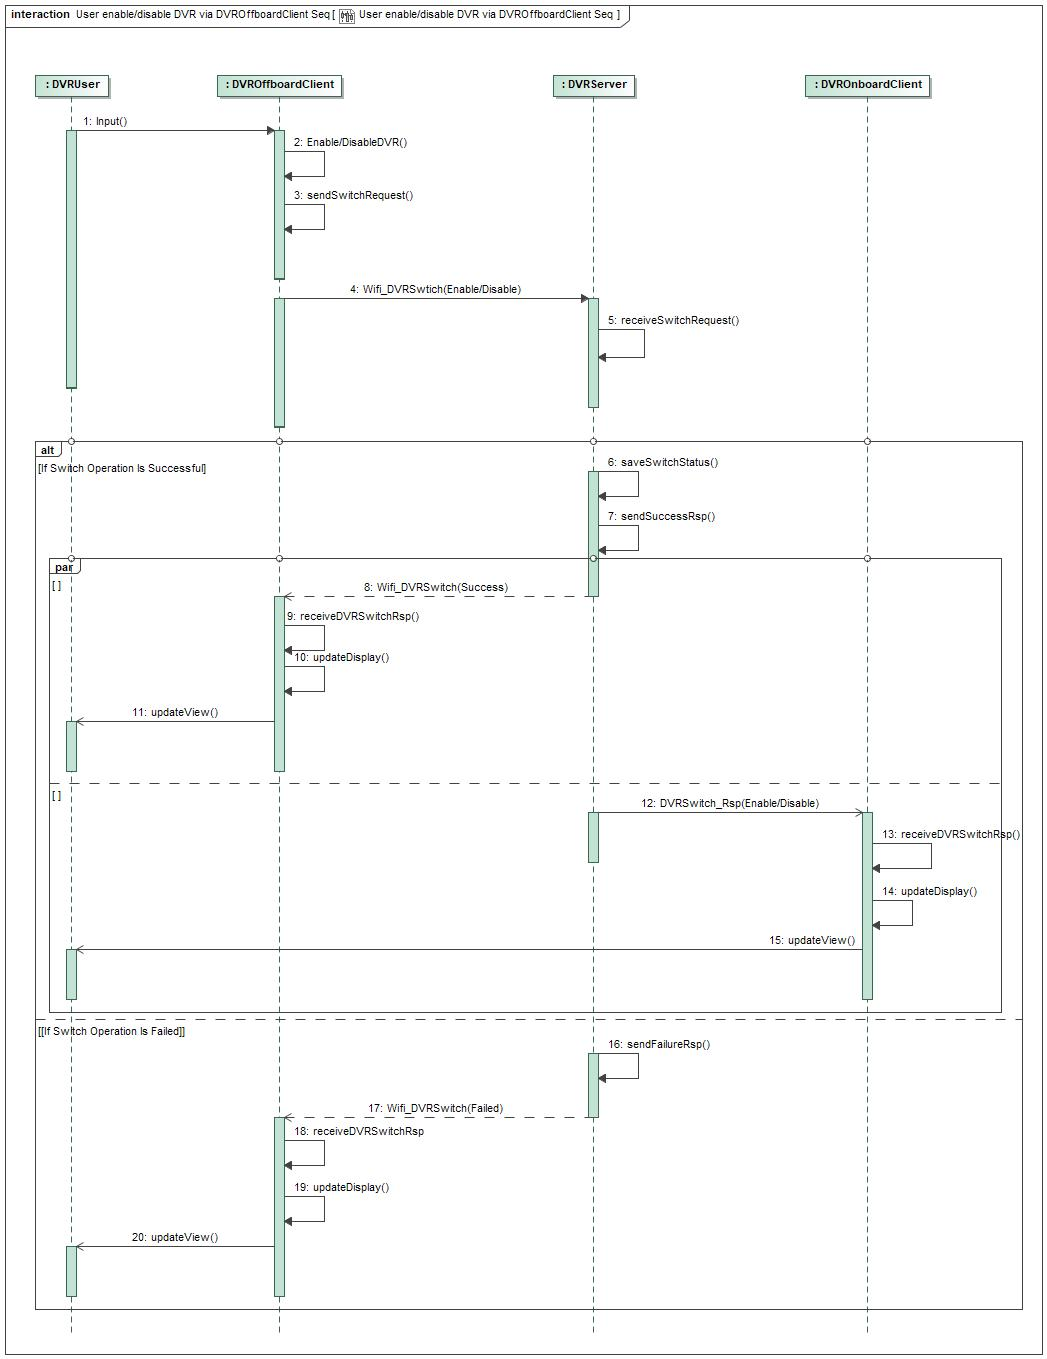 interaction User enable/disable DVR via DVROffboardClient Seq [ User enable/disable DVR via DVROffboardClient Seq ]
: DVRUser
: DVROffboardClient
: DVRServer
: DVROnboardClient
1: Input()
2: Enable/DisableDVR()
3: sendSwitchRequest()
4: Wifi_DVRSwtich(Enable/Disable)
5: receiveSwitchRequest()
alt
[If Switch Operation Is Successful]
6: saveSwitchStatus()
7: sendSuccessRsp()
par
[ ]
8: Wifi_DVRSwitch(Success)
9: receiveDVRSwitchRsp()
10: updateDisplay()
11: updateView()
[ ]
12: DVRSwitch_Rsp(Enable/Disable)
13: receiveDVRSwitchRsp()
14: updateDisplay()
15: updateView()
[[If Switch Operation Is Failed]]
16: sendFailureRsp()
17: Wifi_DVRSwitch(Failed)
18: receiveDVRSwitchRsp
19: updateDisplay()
20: updateView()